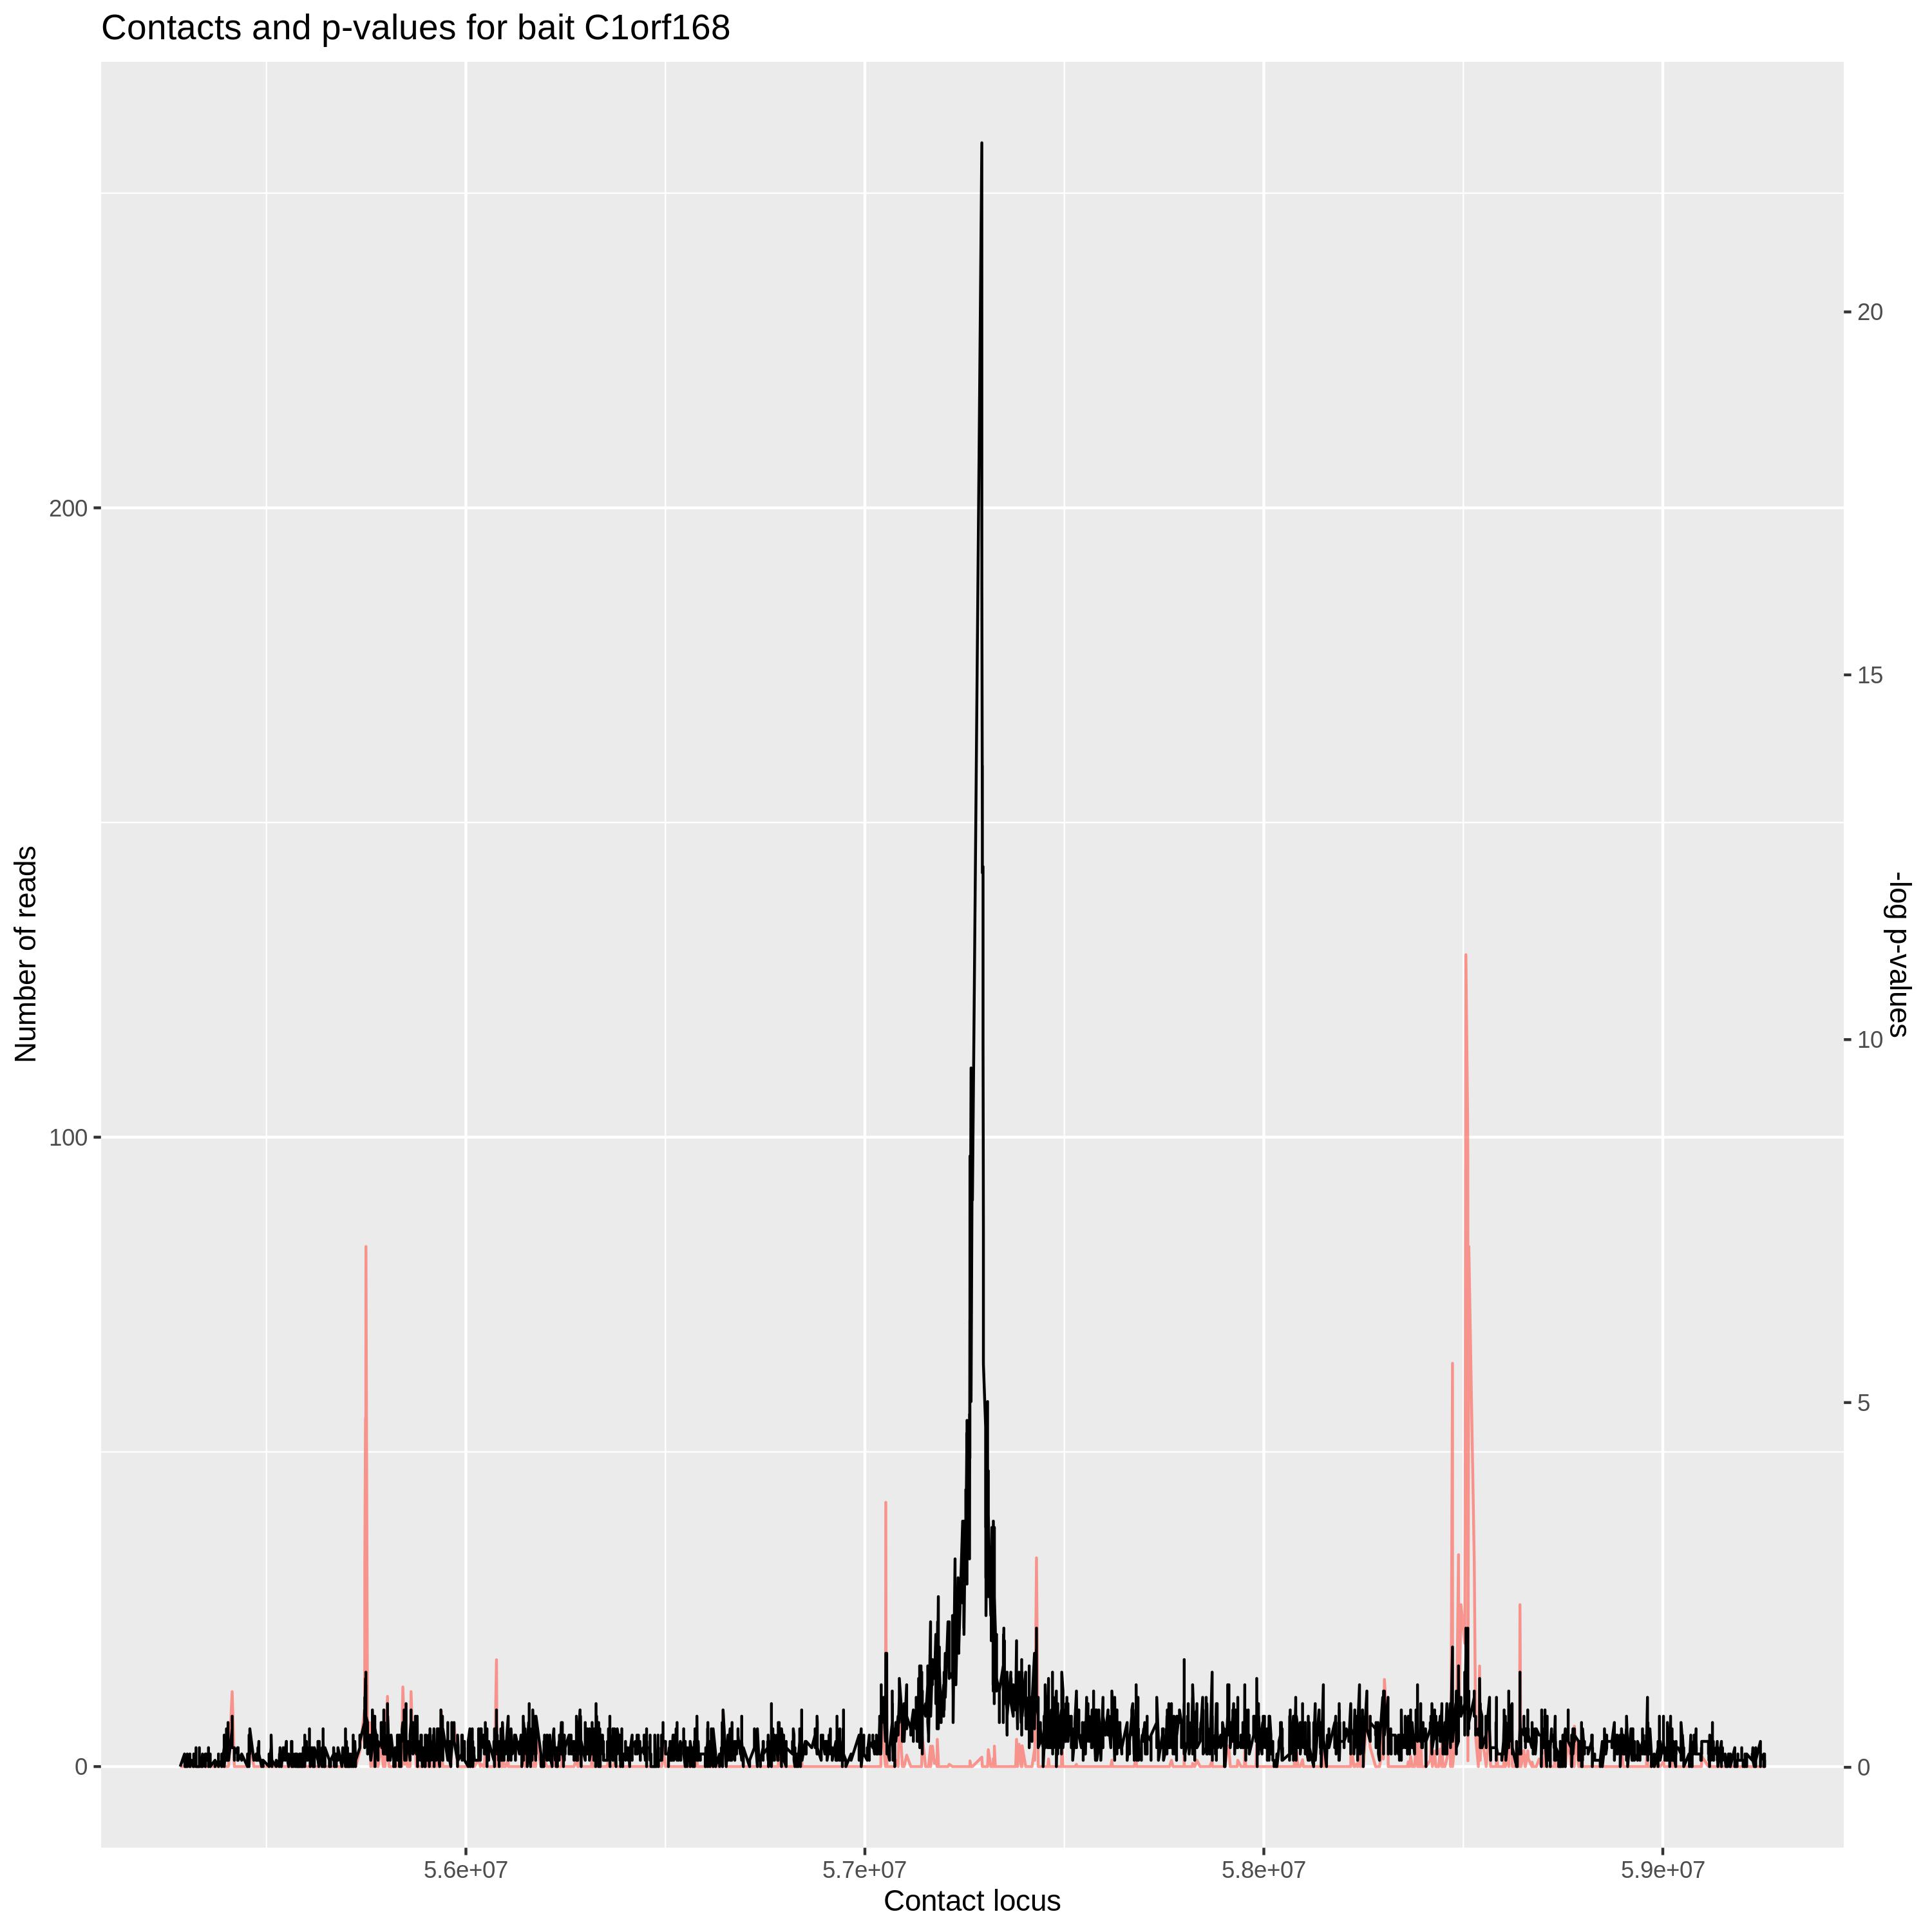 Contacts and p-values for bait C1orf168
Number of reads
200
100
0
20
15
10
5
0
-log p-values
5.6e+07
5.7e+07
5.8e+07
5.9e+07
Contact locus